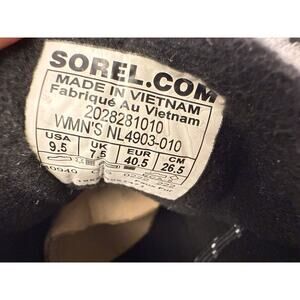 SOREL.COM
MADE IN VIETNAM
Fabriqué Au Vietnam
2028281010
WMN'S NL4903-010
USA UK EUR CM
9.5 7.5 40.5 26.5